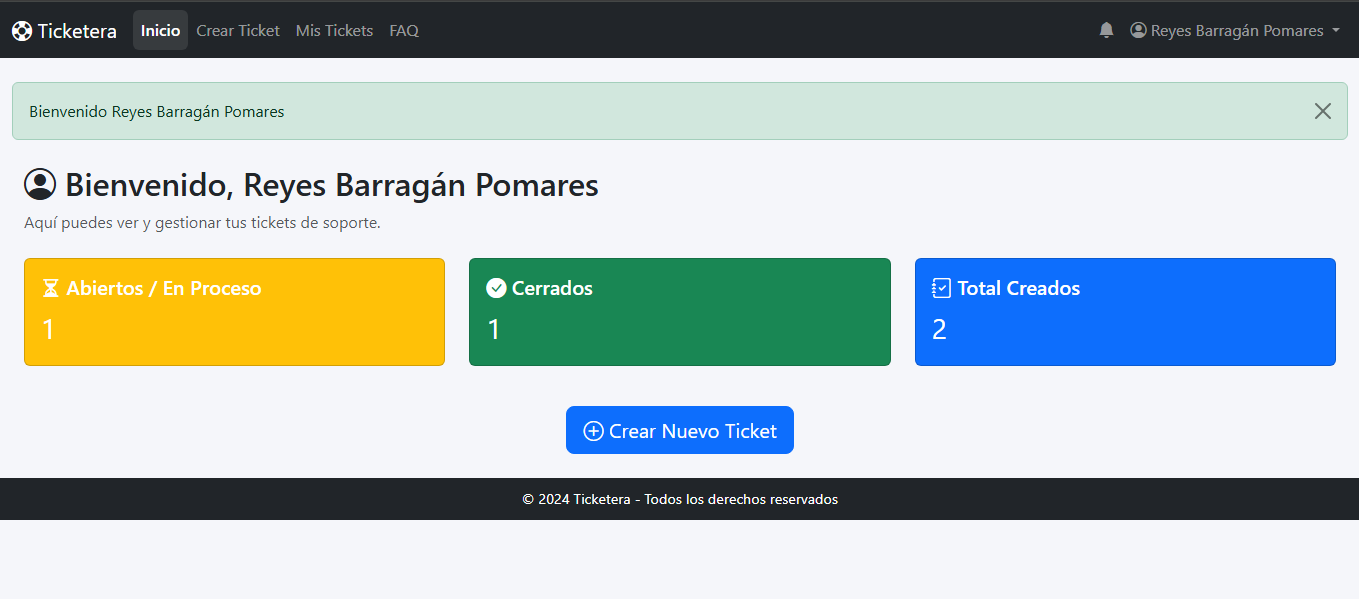 Ticketera Inicio Crear Ticket Mis Tickets FAQ Reyes Barragán Pomares
Bienvenido Reyes Barragán Pomares
Bienvenido, Reyes Barragán Pomares
Aquí puedes ver y gestionar tus tickets de soporte.
Abiertos / En Proceso
1
Cerrados
1
Total Creados
2
Crear Nuevo Ticket
© 2024 Ticketera - Todos los derechos reservados